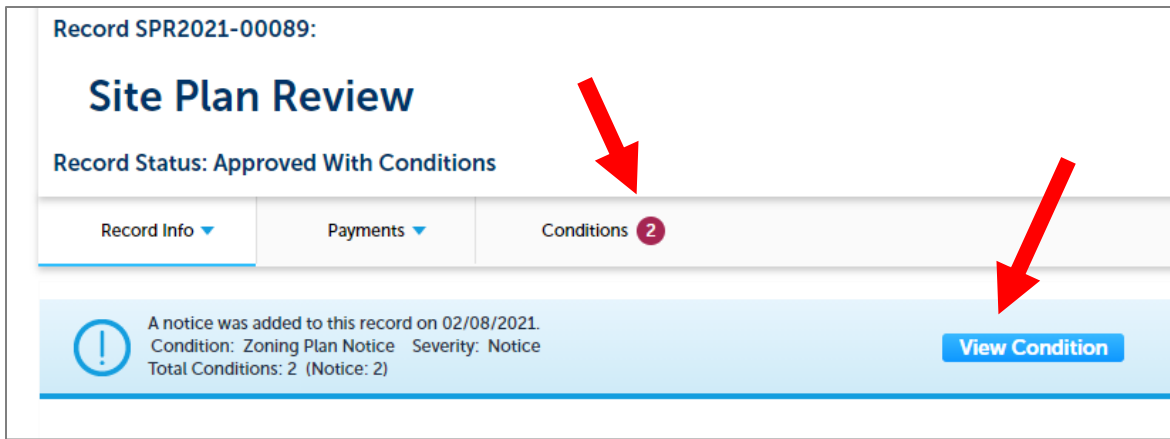 Record SPR2021-00089:
Site Plan Review
Record Status: Approved With Conditions
Record Info Payments Conditions 2
A notice was added to this record on 02/08/2021.
Condition: Zoning Plan Notice Severity: Notice
Total Conditions: 2 (Notice: 2)
View Condition